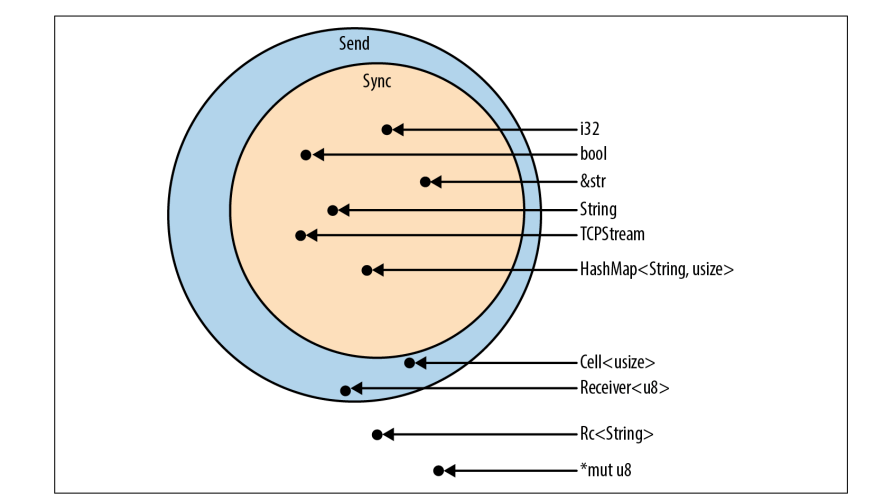 Send
Sync
i32
bool
&str
String
TCPStream
HashMap<String, usize>
Cell<usize>
Receiver<u8>
Rc<String>
*mut u8